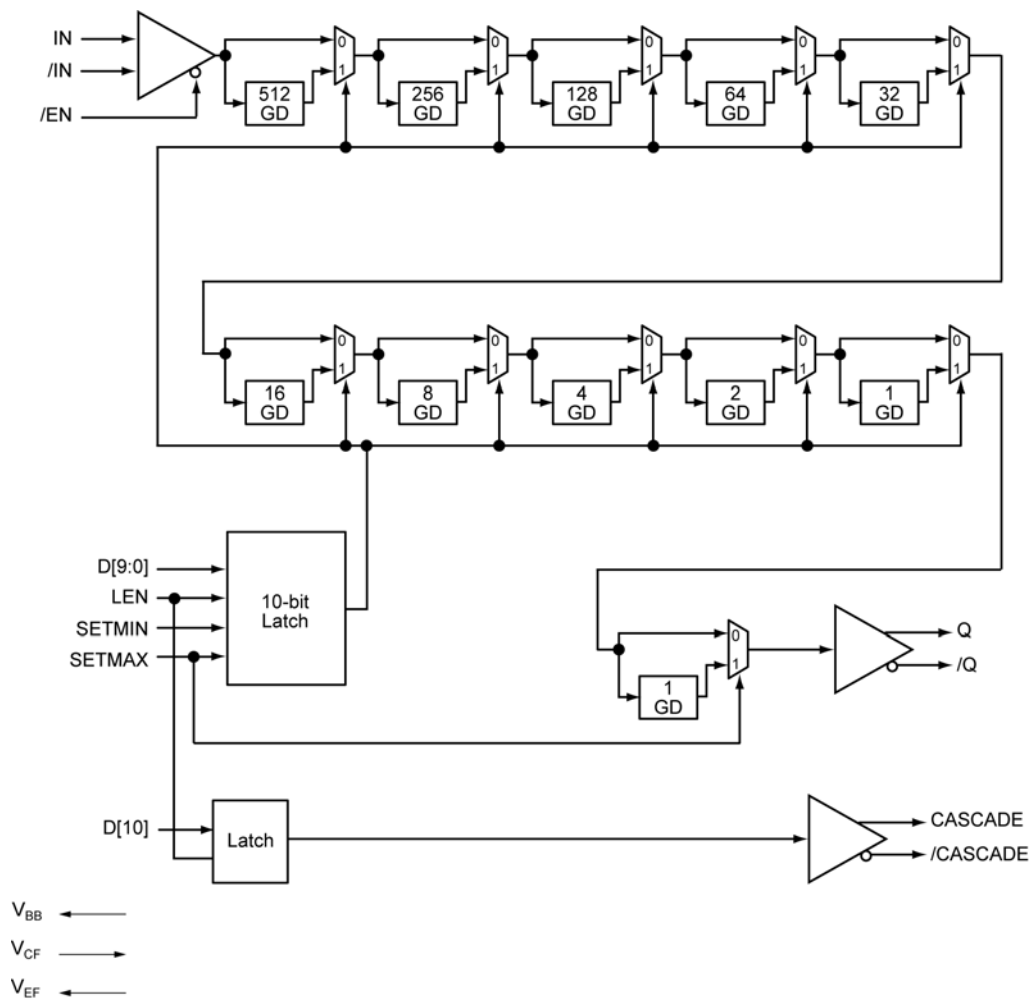 IN
/IN
/EN
0
1
0
1
0
1
0
1
0
1
512
GD
256
GD
128
GD
64
GD
32
GD
0
1
0
1
0
1
0
1
0
1
16
GD
8
GD
4
GD
2
GD
1
GD
D[9:0]
LEN
SETMIN
SETMAX
10-bit
Latch
0
1
1
GD
Q
/Q
D[10]
Latch
CASCADE
/CASCADE
VBB
VCF
VEF